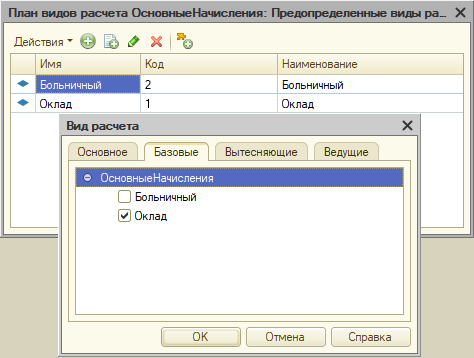 План видов расчета ОсновныеНачисления: Предопределенные виды ра...
Действия
Имя Код Наименование
Больничный 2 Больничный
Оклад 1 Оклад
Вид расчета
Основное Базовые Вытесняющие Ведущие
ОсновныеНачисления
Больничный
Оклад
OK Отмена Справка